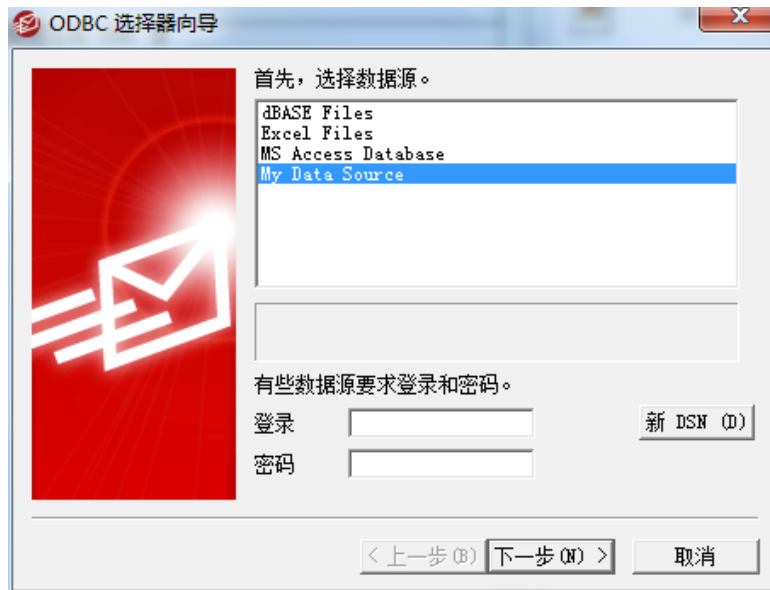 ODBC 选择器向导
首先，选择数据源。
dBASE Files
Excel Files
MS Access Database
My Data Source
有些数据源要求登录和密码。
登录
新 DSN (D)
密码
< 上一步(B)
下一步(N) >
取消